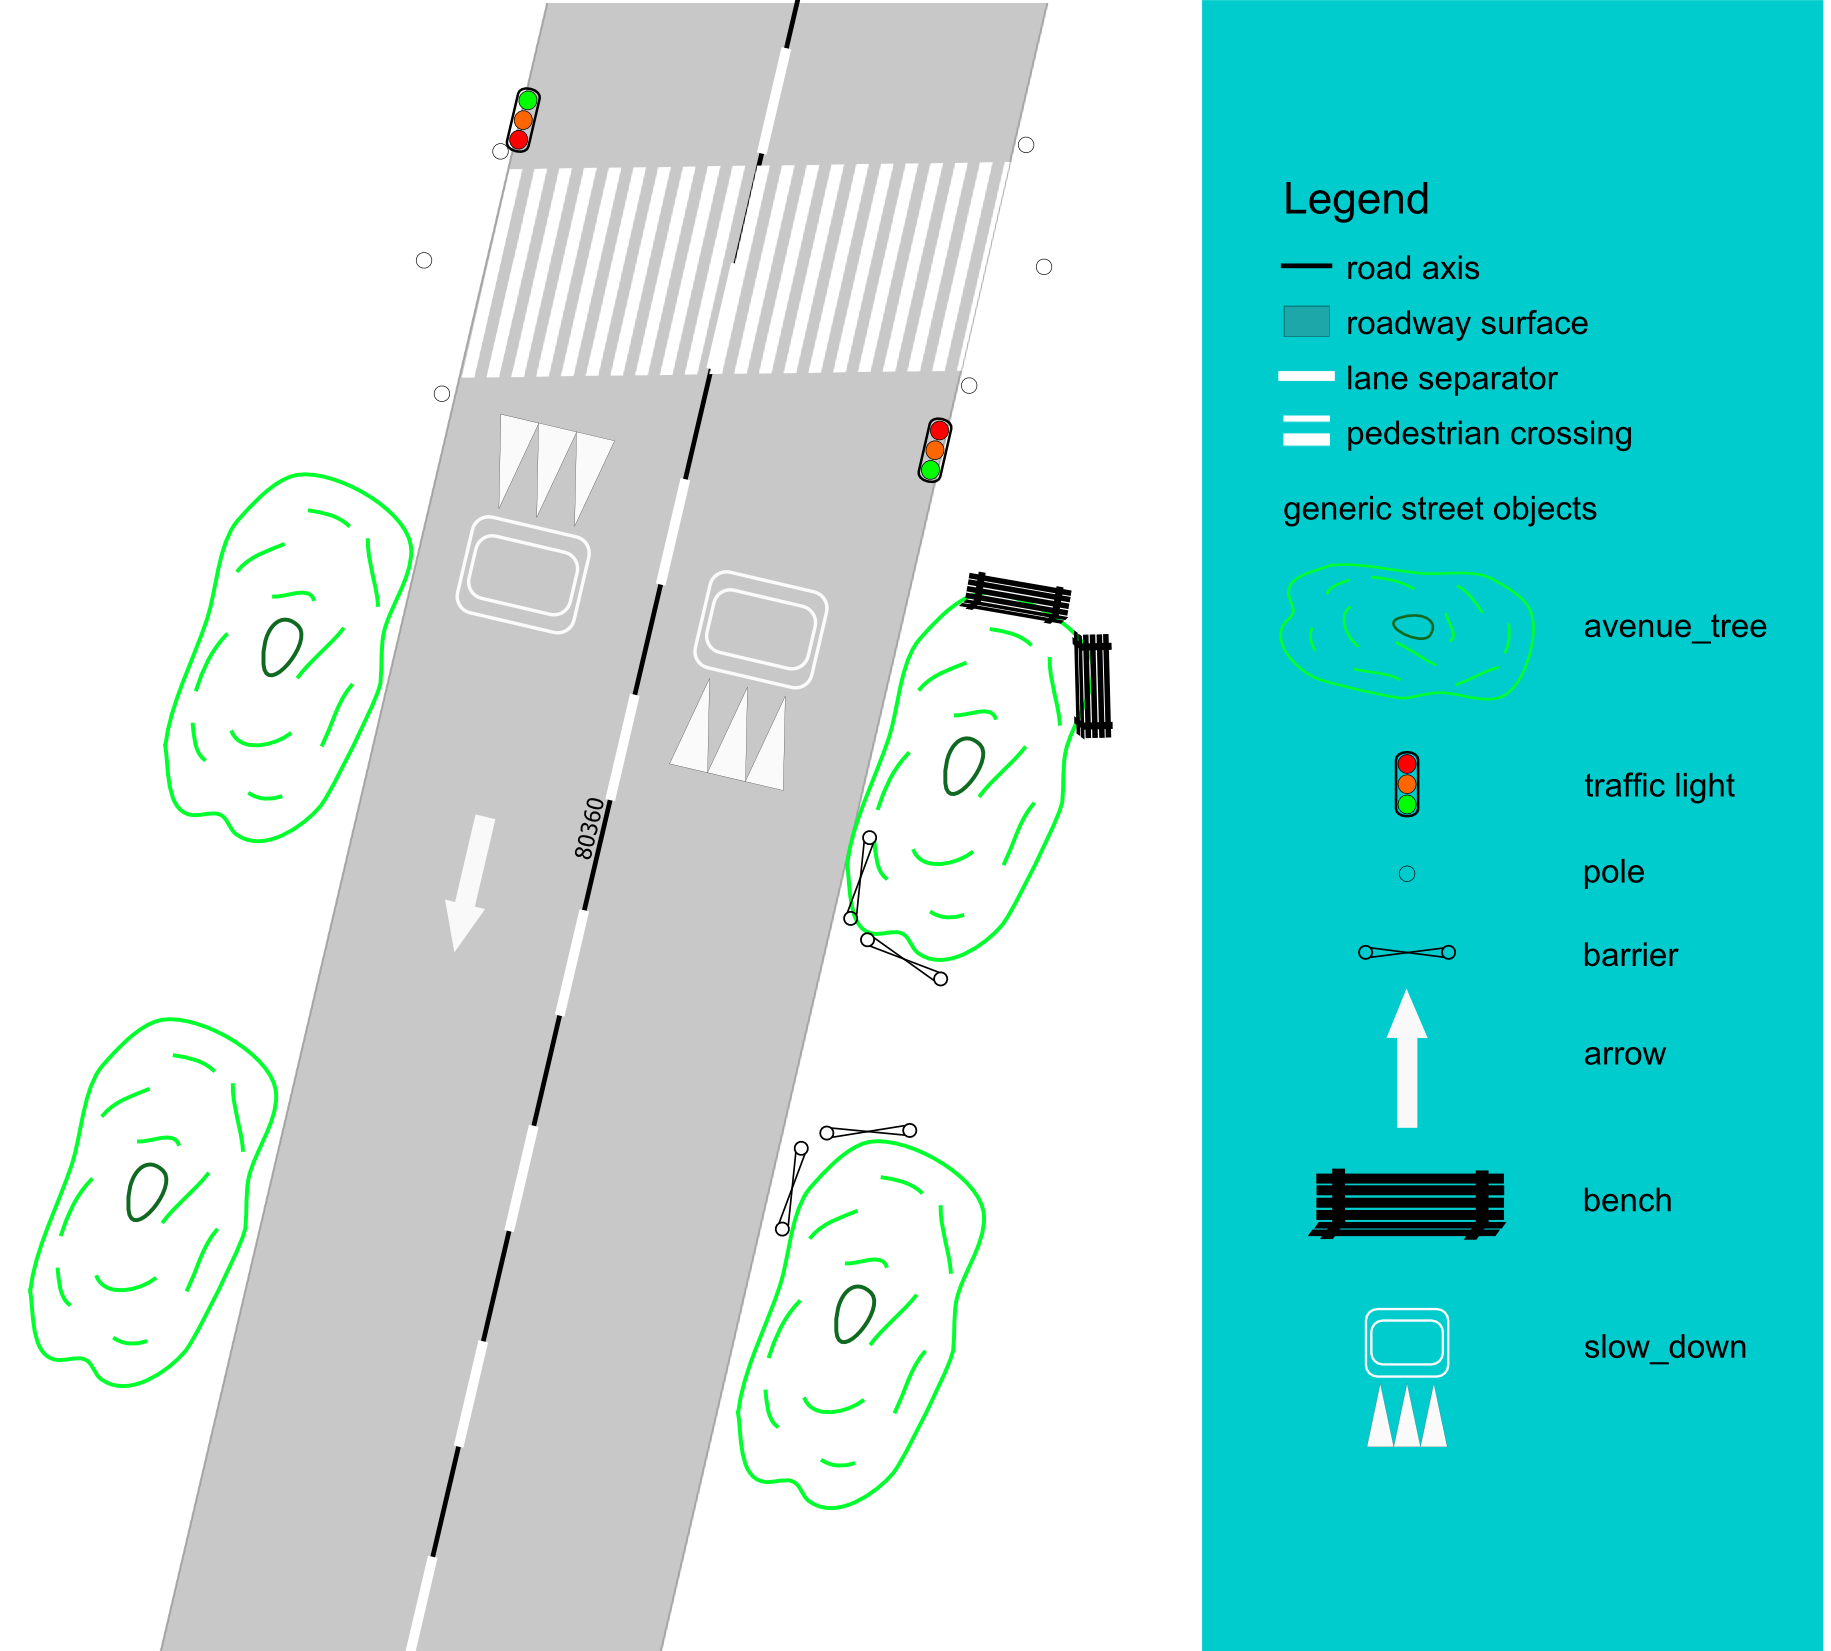 80360
Legend
road axis
roadway surface
lane separator
pedestrian crossing
generic street objects
avenue_tree
traffic light
pole
barrier
arrow
bench
slow_down